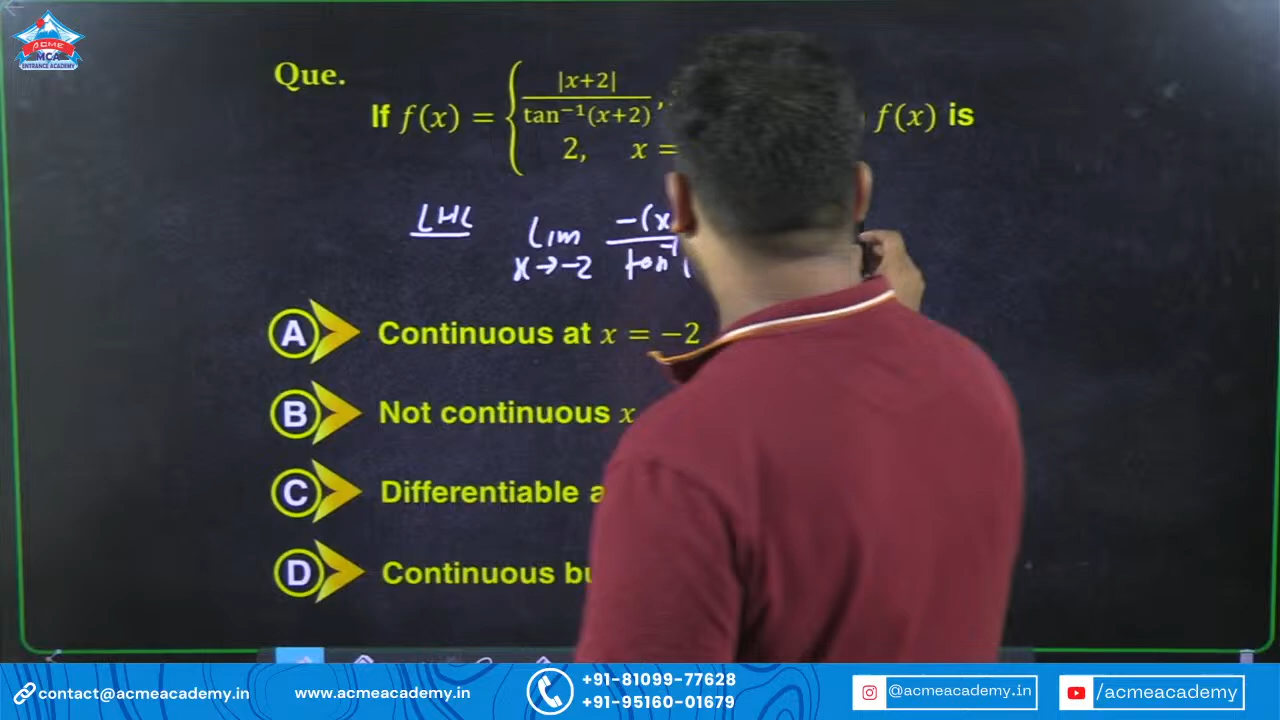 ACME
MCA
ENTRANCE ACADEMY
Que.
If f(x) = { |x+2| / tan⁻¹(x+2) , f(x) is
2, x =
LHL lim x→-2 -(x / tan⁻¹(
A Continuous at x = −2
B Not continuous x
C Differentiable
D Continuous
contact@acmeacademy.in
www.acmeacademy.in
+91-81099-77628
+91-95160-01679
@acmeacademy.in
/acmeacademy